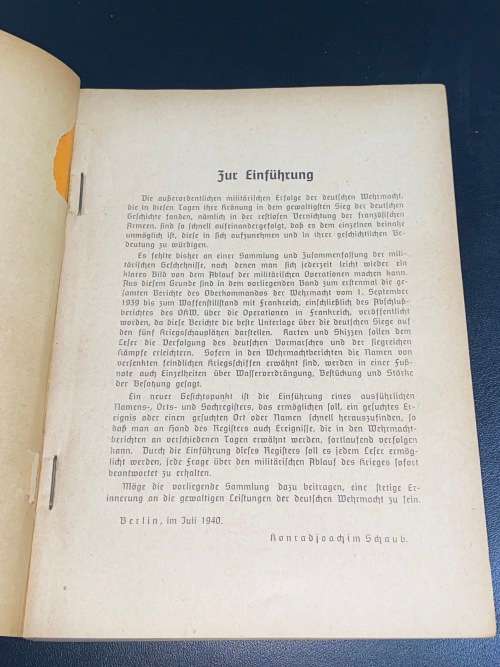 Zur Einführung
Die außerordentlichen militärischen Erfolge der deutschen Wehrmacht,
die in diesen Tagen ihre Krönung in dem gewaltigsten Sieg der deutschen
Geschichte fanden, nämlich in der restlosen Vernichtung der französischen
Armeen, sind so schnell aufeinandergefolgt, daß es dem einzelnen beinahe
unmöglich ist, diese in sich aufzunehmen und in ihrer geschichtlichen Be-
deutung zu würdigen.
Es fehlte bisher an einer Sammlung und Zusammenfassung der mili-
tärischen Geschehnisse, nach denen man sich jederzeit leicht wieder ein
klares Bild von dem Ablauf der militärischen Operationen machen kann.
Aus diesem Grunde sind in dem vorliegenden Band zum erstenmal die ge-
samten Berichte des Oberkommandos der Wehrmacht vom 1. September
1939 bis zum Waffenstillstand mit Frankreich, einschließlich des Abschluß-
berichtes des OKW. über die Operationen in Frankreich, veröffentlicht
worden, da diese Berichte die beste Unterlage über die deutschen Siege auf
den fünf Kriegsschauplätzen darstellen. Karten und Skizzen sollen dem
Leser die Verfolgung des deutschen Vormarsches und der siegreichen
Kämpfe erleichtern. Sofern in den Wehrmachtberichten die Namen von
versenkten feindlichen Kriegsschiffen erwähnt sind, werden in einer Fuß-
note auch Einzelheiten über Wasserverdrängung, Bestückung und Stärke
der Besatzung gesagt.
Ein neuer Gesichtspunkt ist die Einführung eines ausführlichen
Namens-, Orts- und Sachregisters, das ermöglichen soll, ein gesuchtes Er-
eignis oder einen gesuchten Ort oder Namen schnell herauszufinden, so
daß man an Hand des Registers auch Ereignisse, die in den Wehrmacht-
berichten an verschiedenen Tagen erwähnt werden, fortlaufend verfolgen
kann. Durch die Einführung dieses Registers soll es jedem Leser ermög-
licht werden, jede Frage über den militärischen Ablauf des Krieges sofort
beantwortet zu erhalten.
Möge die vorliegende Sammlung dazu beitragen, eine stetige Er-
innerung an die gewaltigen Leistungen der deutschen Wehrmacht zu sein.
Berlin, im Juli 1940.
Konradjoachim Schaub.